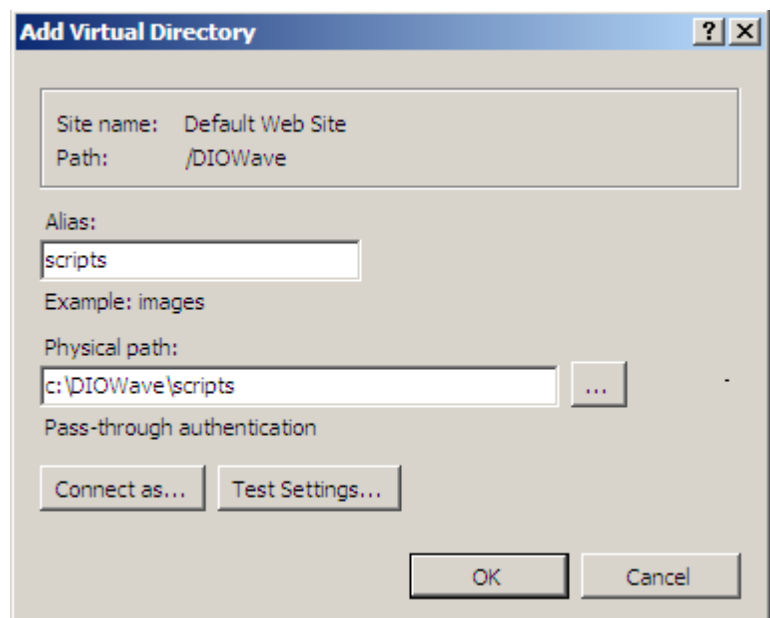 Add Virtual Directory
Site name: Default Web Site
Path: /DIOWave
Alias:
scripts
Example: images
Physical path:
c:\DIOWave\scripts
...
Pass-through authentication
Connect as... Test Settings...
OK Cancel